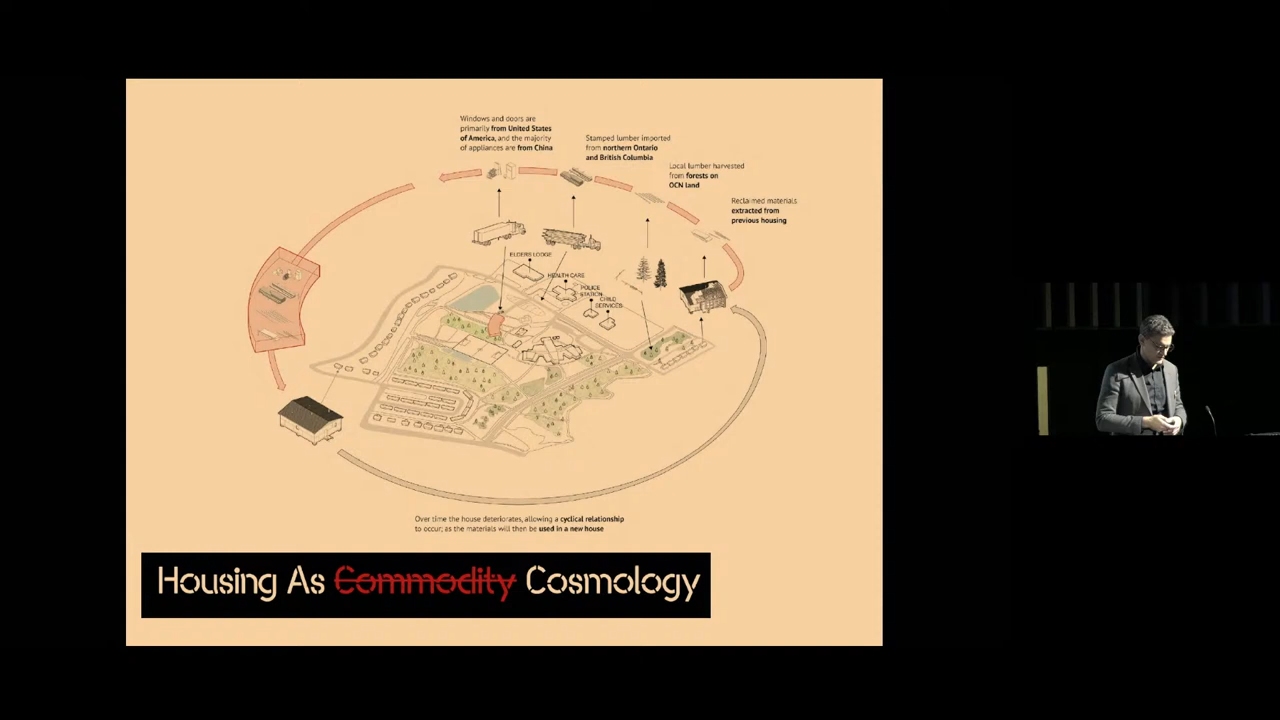 Windows and doors are
primarily from United States
of America, and the majority
of appliances are from China
Stamped lumber imported
from northern Ontario
and British Columbia
Local lumber harvested
from forests on
OCN land
Reclaimed materials
extracted from
previous housing
ELDERS LODGE
HEALTH CARE
POLICE
STATION
CHILD
SERVICES
Over time the house deteriorates, allowing a cyclical relationship
to occur; as the materials will then be used in a new house
Housing As Commodity Cosmology